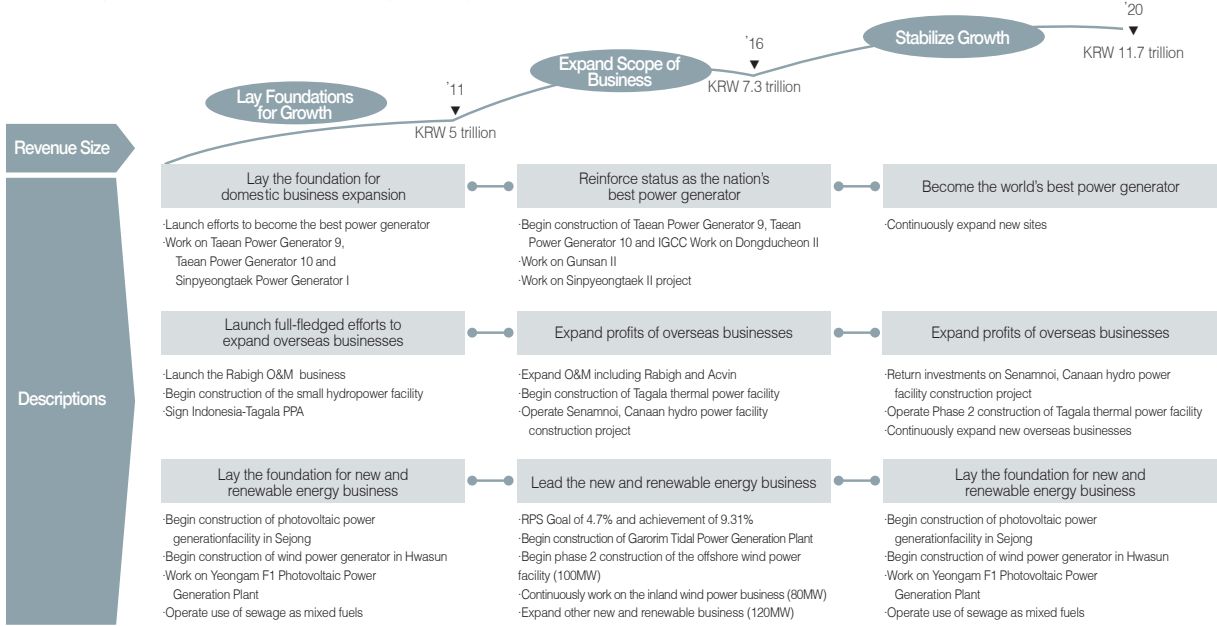 '20
Stabilize Growth
KRW 11.7 trillion
'16
Expand Scope of
Business
KRW 7.3 trillion
'11
Lay Foundations
for Growth
KRW 5 trillion
Revenue Size
Lay the foundation for
domestic business expansion
Reinforce status as the nation's
best power generator
Become the world's best power generator
·Launch efforts to become the best power generator
·Work on Taean Power Generator 9,
Taean Power Generator 10 and
Sinpyeongtaek Power Generator I
·Begin construction of Taean Power Generator 9, Taean
Power Generator 10 and IGCC Work on Dongducheon II
·Work on Gunsan II
·Work on Sinpyeongtaek II project
·Continuously expand new sites
Launch full-fledged efforts to
expand overseas businesses
Expand profits of overseas businesses
Expand profits of overseas businesses
Descriptions
·Launch the Rabigh O&M business
·Begin construction of the small hydropower facility
·Sign Indonesia-Tagala PPA
·Expand O&M including Rabigh and Acvin
·Begin construction of Tagala thermal power facility
·Operate Senamnoi, Canaan hydro power facility
construction project
·Return investments on Senamnoi, Canaan hydro power
facility construction project
·Operate Phase 2 construction of Tagala thermal power facility
·Continuously expand new overseas businesses
Lay the foundation for new and
renewable energy business
Lead the new and renewable energy business
Lay the foundation for new and
renewable energy business
·Begin construction of photovoltaic power
generationfacility in Sejong
·Begin construction of wind power generator in Hwasun
·Work on Yeongam F1 Photovoltaic Power
Generation Plant
·Operate use of sewage as mixed fuels
·RPS Goal of 4.7% and achievement of 9.31%
·Begin construction of Garorim Tidal Power Generation Plant
·Begin phase 2 construction of the offshore wind power
facility (100MW)
·Continuously work on the inland wind power business (80MW)
·Expand other new and renewable business (120MW)
·Begin construction of photovoltaic power
generationfacility in Sejong
·Begin construction of wind power generator in Hwasun
·Work on Yeongam F1 Photovoltaic Power
Generation Plant
·Operate use of sewage as mixed fuels